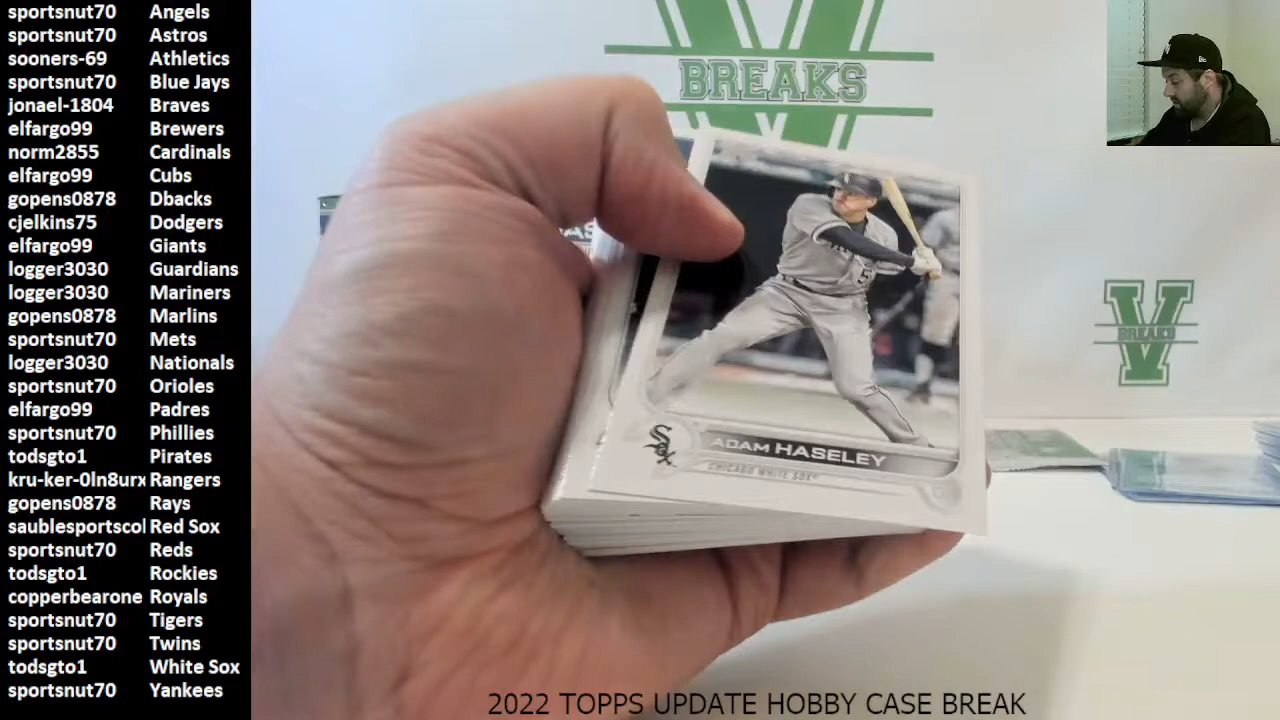 sportsnut70 Angels
sportsnut70 Astros
sooners-69 Athletics
sportsnut70 Blue Jays
jonael-1804 Braves
elfargo99 Brewers
norm2855 Cardinals
elfargo99 Cubs
gopens0878 Dbacks
cjelkins75 Dodgers
elfargo99 Giants
logger3030 Guardians
logger3030 Mariners
gopens0878 Marlins
sportsnut70 Mets
logger3030 Nationals
sportsnut70 Orioles
elfargo99 Padres
sportsnut70 Phillies
todsgto1 Pirates
kru-ker-0ln8urx Rangers
gopens0878 Rays
saublesportscol Red Sox
sportsnut70 Reds
todsgto1 Rockies
copperbearone Royals
sportsnut70 Tigers
sportsnut70 Twins
todsgto1 White Sox
sportsnut70 Yankees
V
BREAKS
V
BREAKS
5
Sox
ADAM HASELEY
CHICAGO WHITE SOX
2022 TOPPS UPDATE HOBBY CASE BREAK